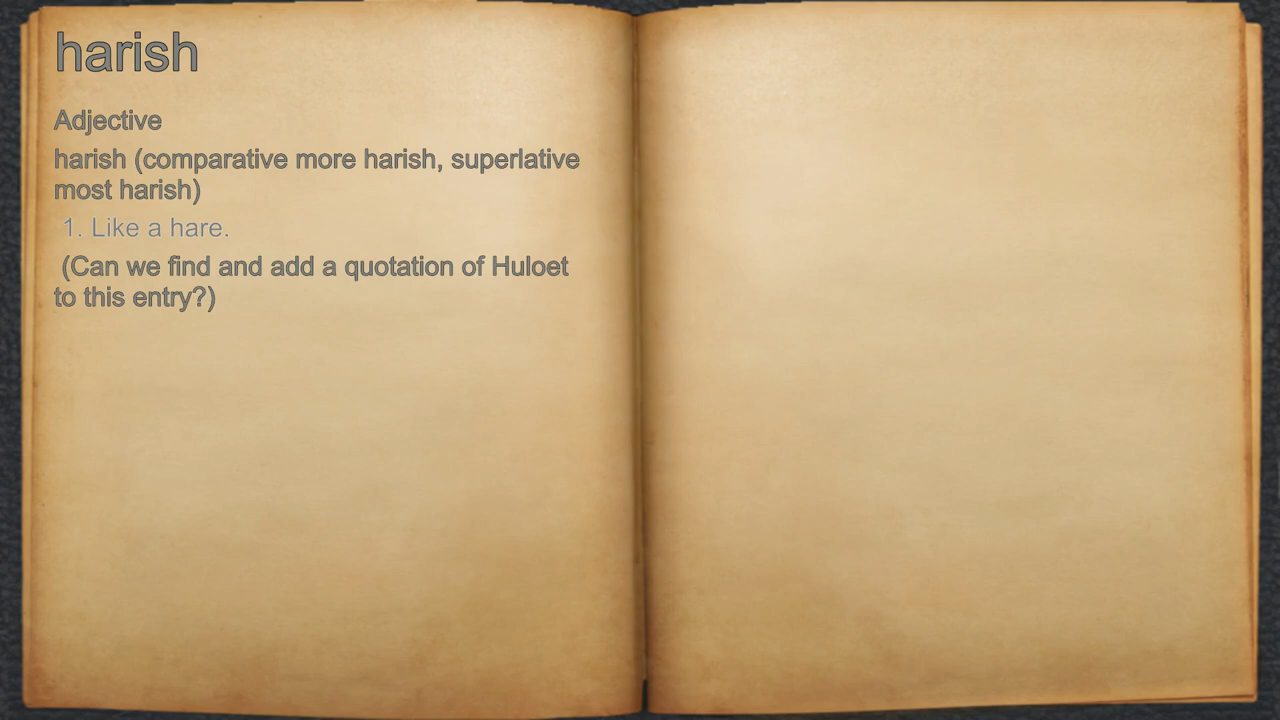 harish
Adjective
harish (comparative more harish, superlative
most harish)
1. Like a hare.
(Can we find and add a quotation of Huloet
to this entry?)